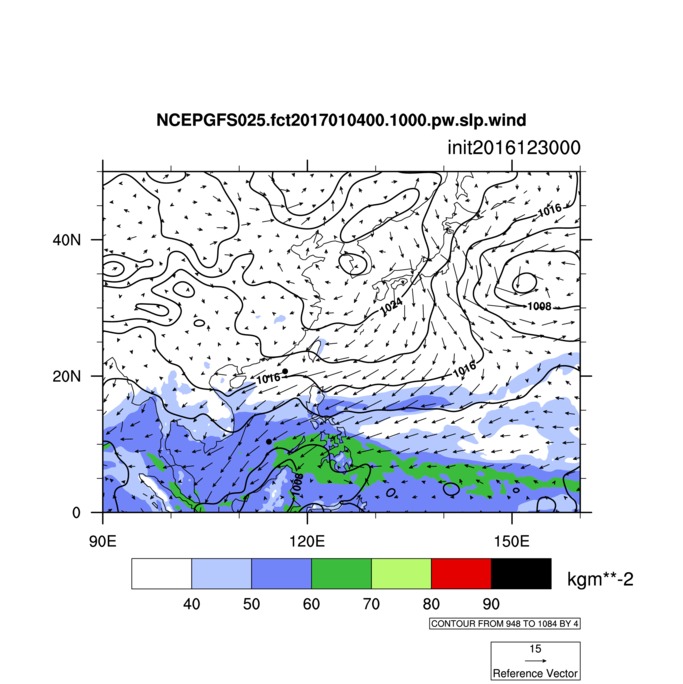 NCEPGFS025.fct2017010400.1000.pw.slp.wind
init2016123000
1016
40N
1024
1008
1016
20N
1016
1008
0
90E 120E 150E
40 50 60 70 80 90
kgm**-2
CONTOUR FROM 948 TO 1084 BY 4
15
Reference Vector